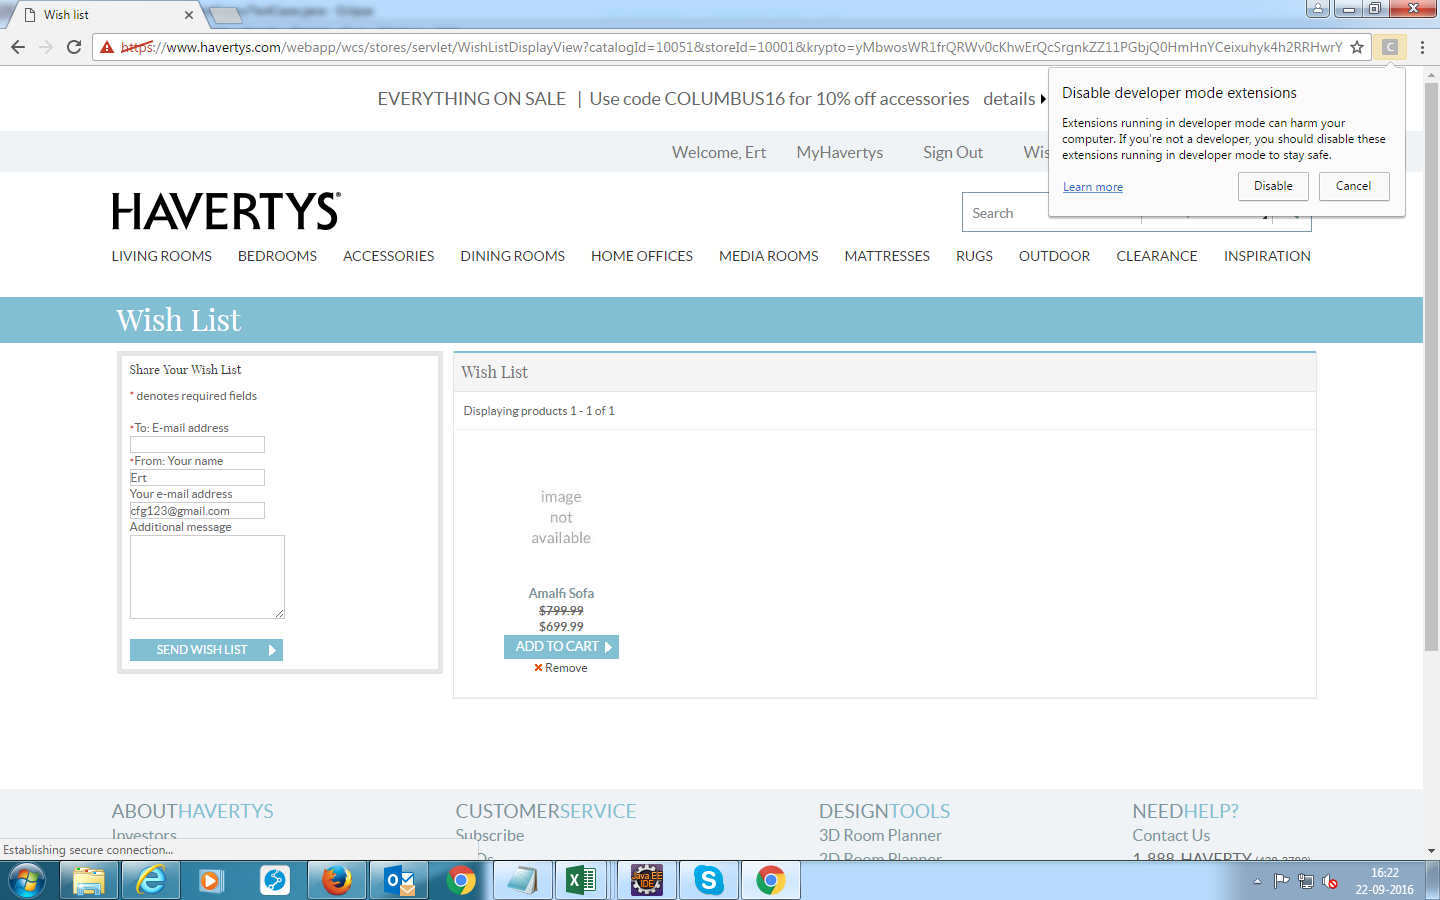 Wish list
https://www.havertys.com/webapp/wcs/stores/servlet/WishListDisplayView?catalogId=10051&storeId=10001&krypto=yMbwosWR1frQRWv0cKhwErQcSrgnkZZ11PGbjQ0HmHnYCeixuhyk4h2RRHwrY
C
EVERYTHING ON SALE | Use code COLUMBUS16 for 10% off accessories details
Disable developer mode extensions
Extensions running in developer mode can harm your
computer. If you're not a developer, you should disable these
extensions running in developer mode to stay safe.
Learn more Disable Cancel
Welcome, Ert MyHavertys Sign Out Wis
HAVERTYS®
Search
LIVING ROOMS BEDROOMS ACCESSORIES DINING ROOMS HOME OFFICES MEDIA ROOMS MATTRESSES RUGS OUTDOOR CLEARANCE INSPIRATION
Wish List
Share Your Wish List
* denotes required fields
*To: E-mail address
*From: Your name
Ert
Your e-mail address
cfg123@gmail.com
Additional message
SEND WISH LIST
Wish List
Displaying products 1 - 1 of 1
image
not
available
Amalfi Sofa
$799.99
$699.99
ADD TO CART
Remove
ABOUTHAVERTYS CUSTOMERSERVICE DESIGNTOOLS NEEDHELP?
Investors Subscribe 3D Room Planner Contact Us
2D Room Planner 1-888-HAVERTY (428-3789)
Establishing secure connection...
Java EE
IDE
16:22
22-09-2016